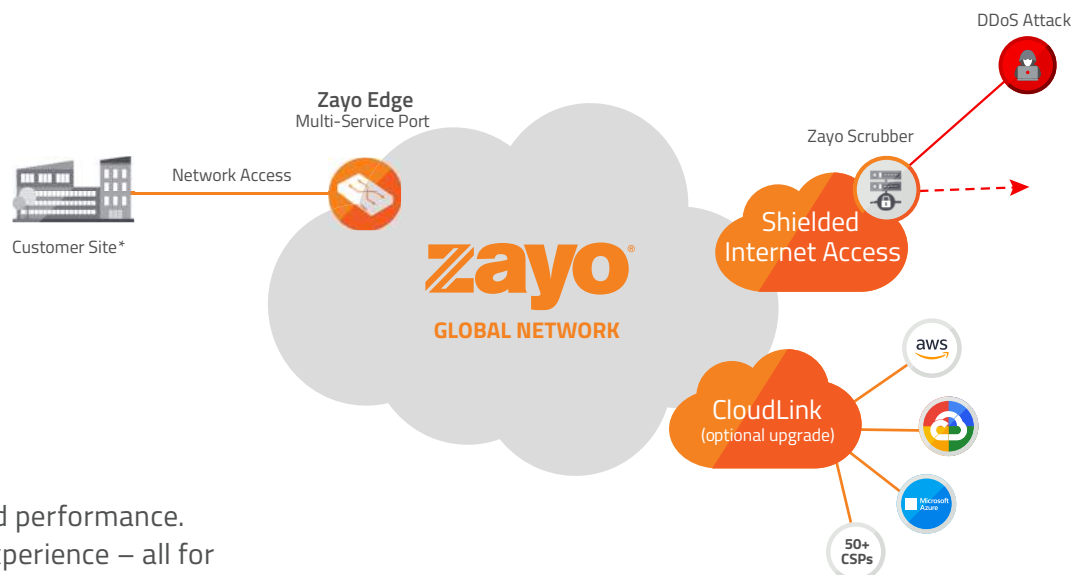 DDoS Attack
Zayo Edge
Multi-Service Port
Zayo Scrubber
Network Access
Customer Site*
Shielded
Internet Access
zayo®
GLOBAL NETWORK
aws
CloudLink
(optional upgrade)
Microsoft
Azure
50+
CSPs
d performance.
xperience – all for